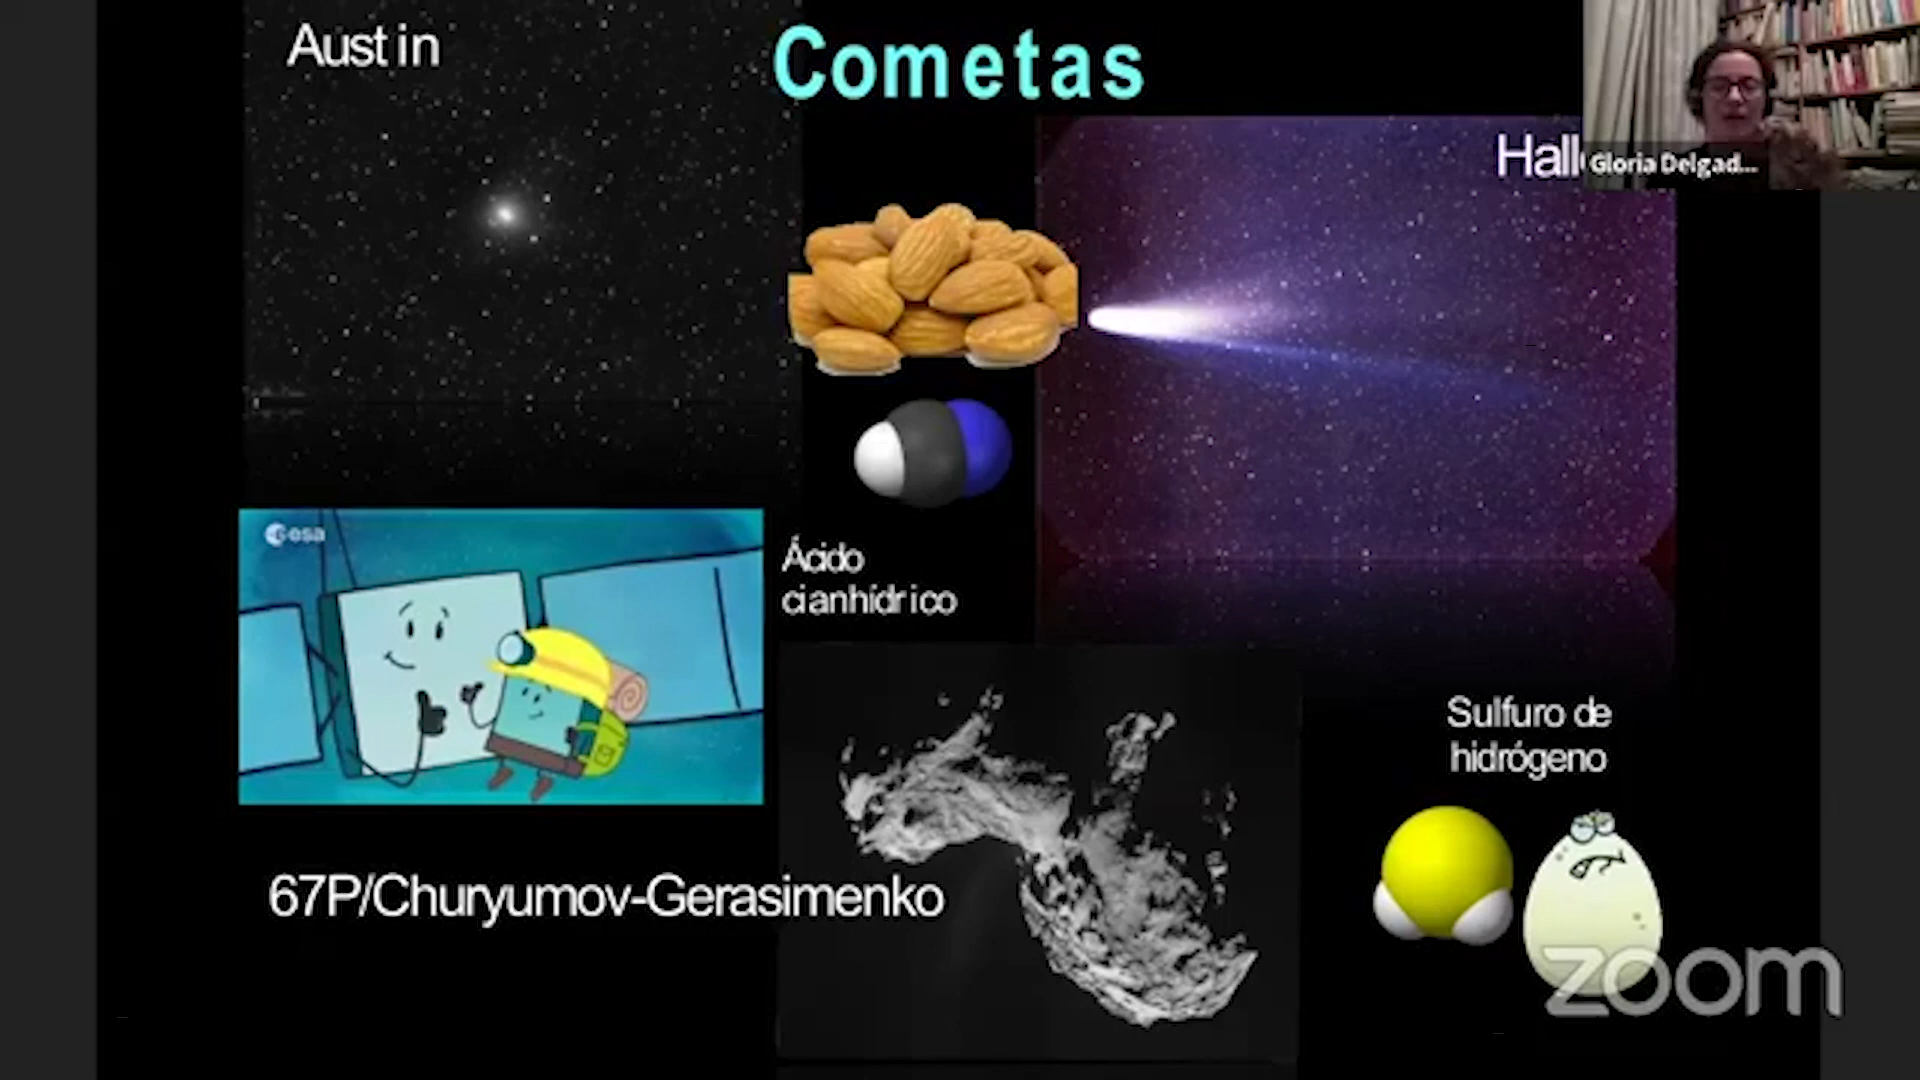 Austin
Cometas
Hall
Gloria Delgad...
esa
Ácido
cianhídrico
Sulfuro de
hidrógeno
67P/Churyumov-Gerasimenko
zoom